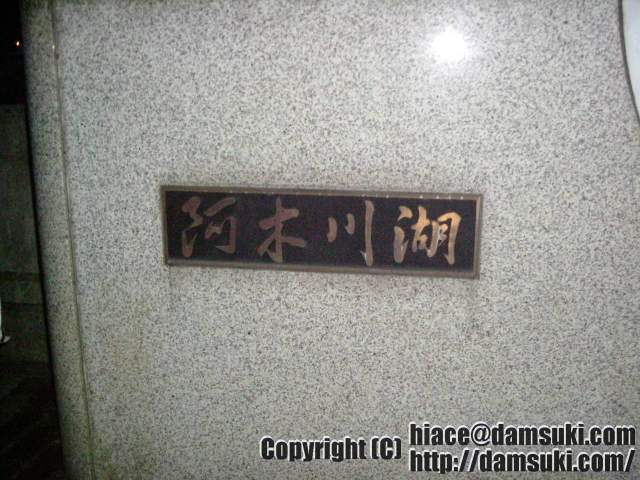 阿木川湖
Copyright (C) hiace@damsuki.com
http://damsuki.com/